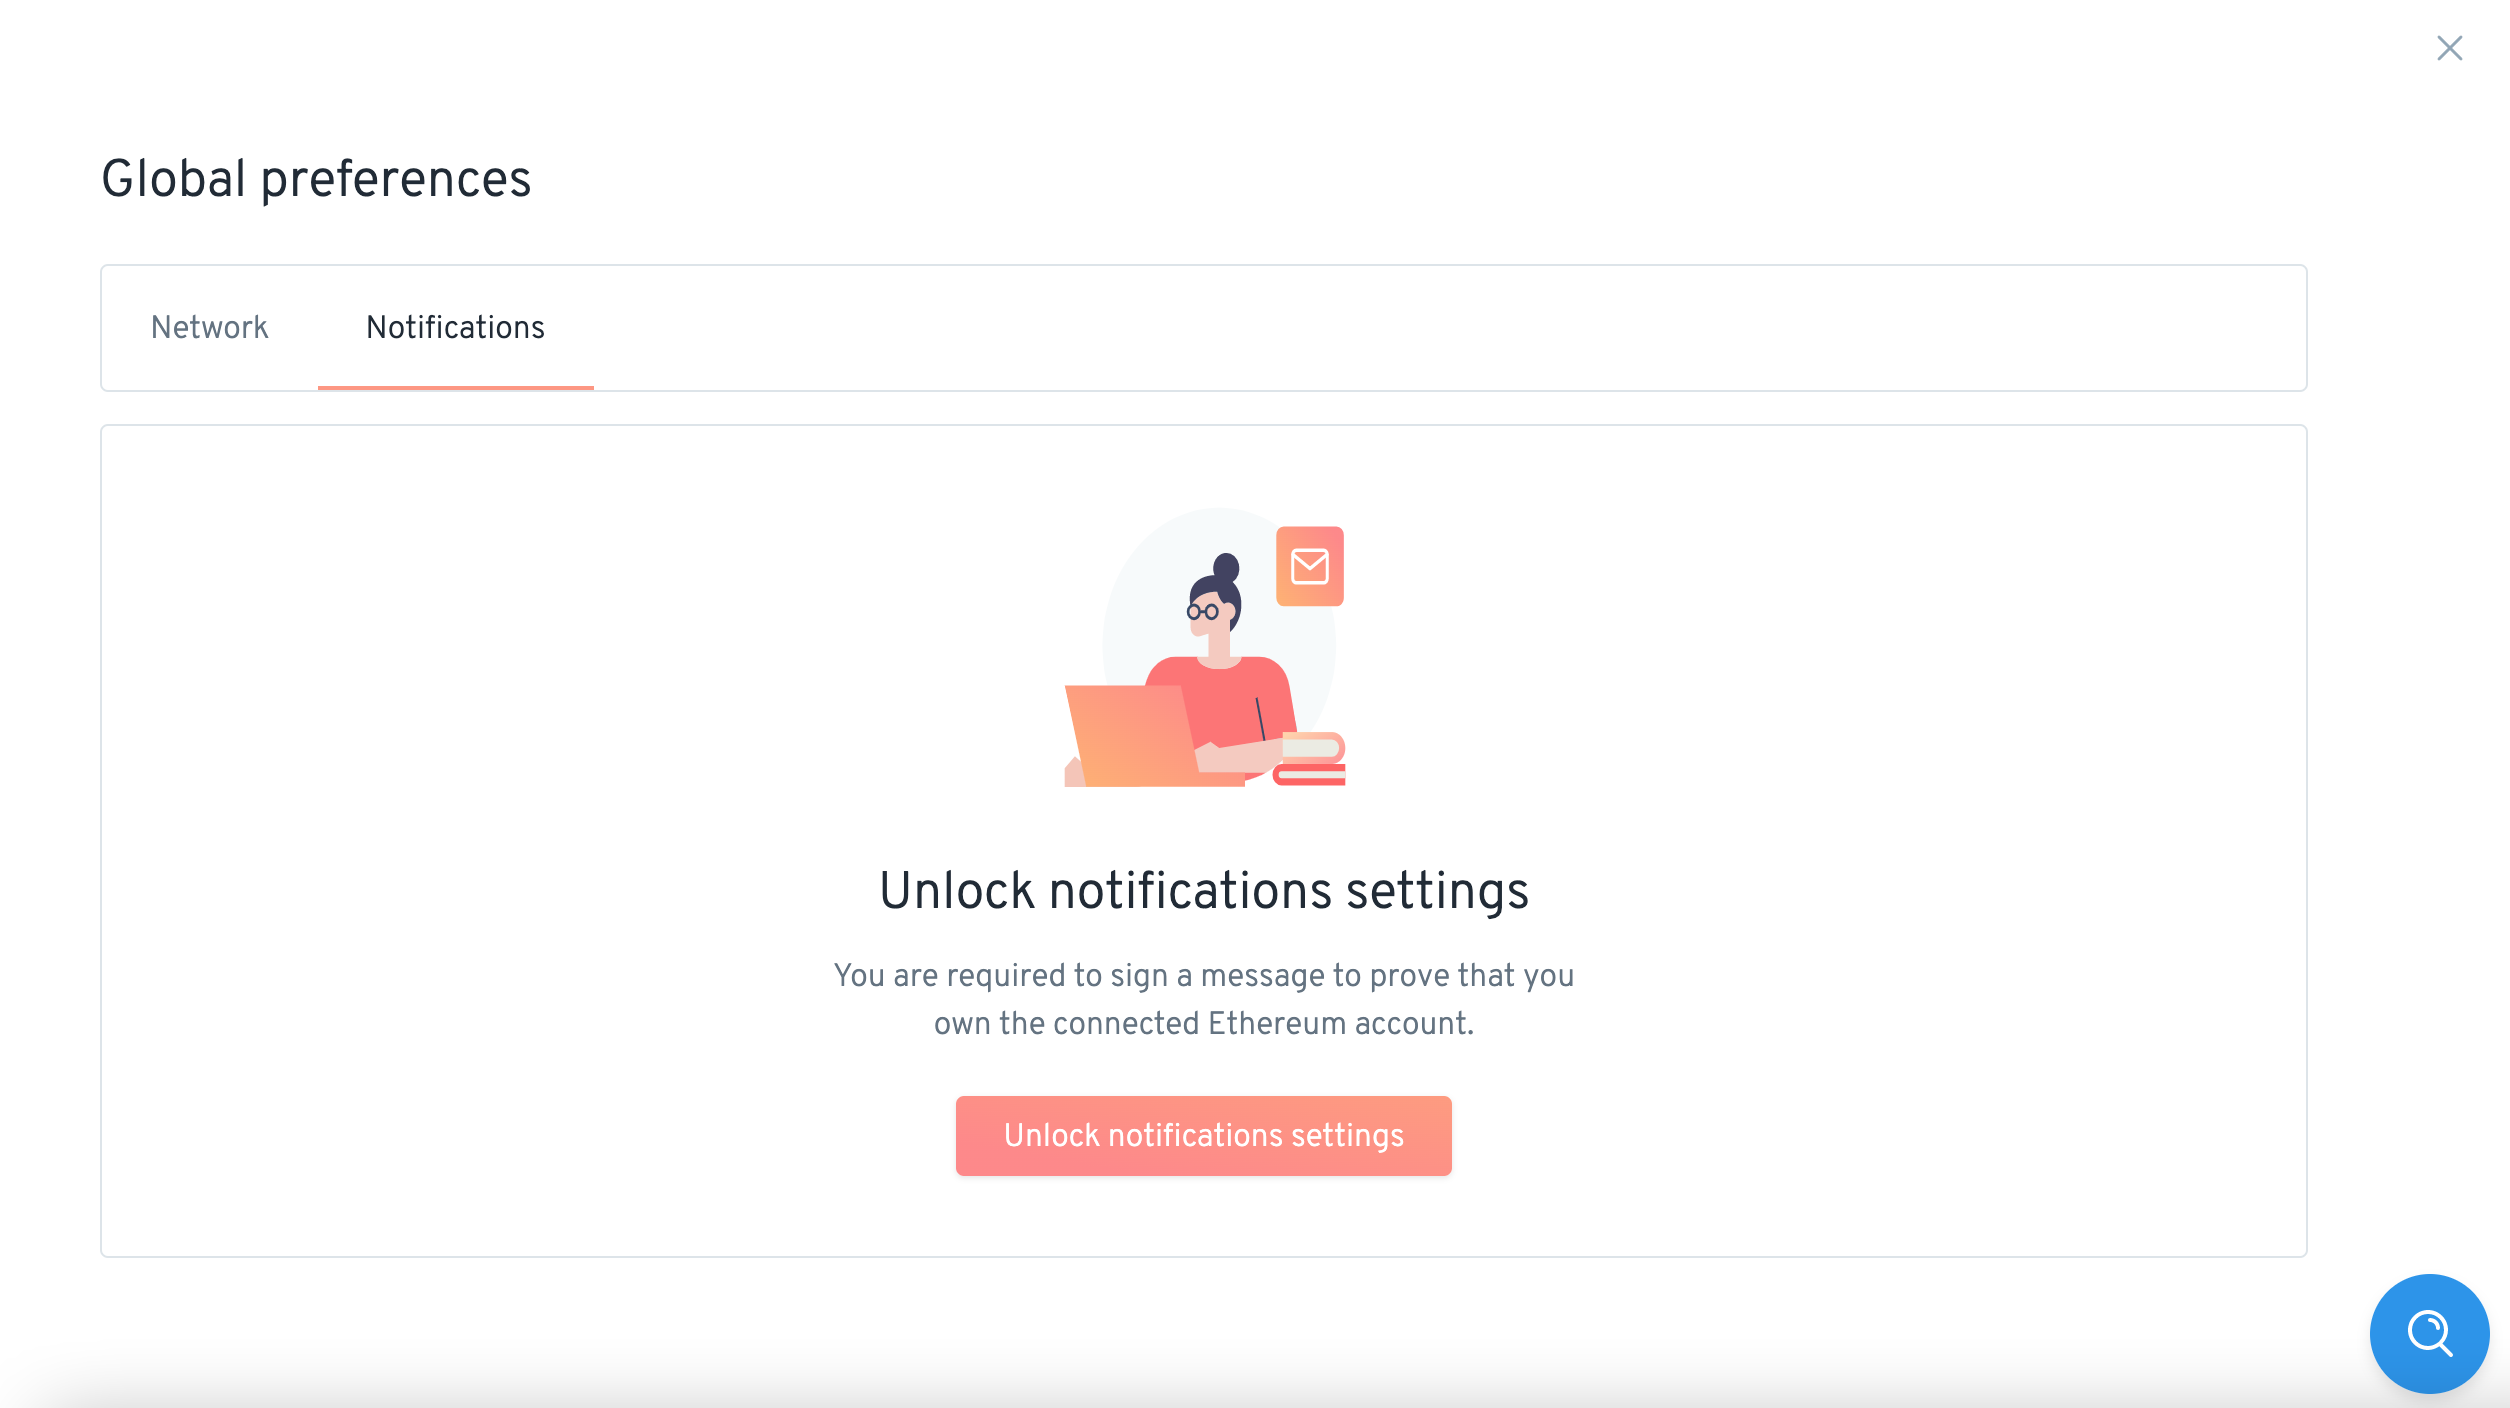 Global preferences
Network
Notifications
Unlock notifications settings
You are required to sign a message to prove that you
own the connected Ethereum account.
Unlock notifications settings